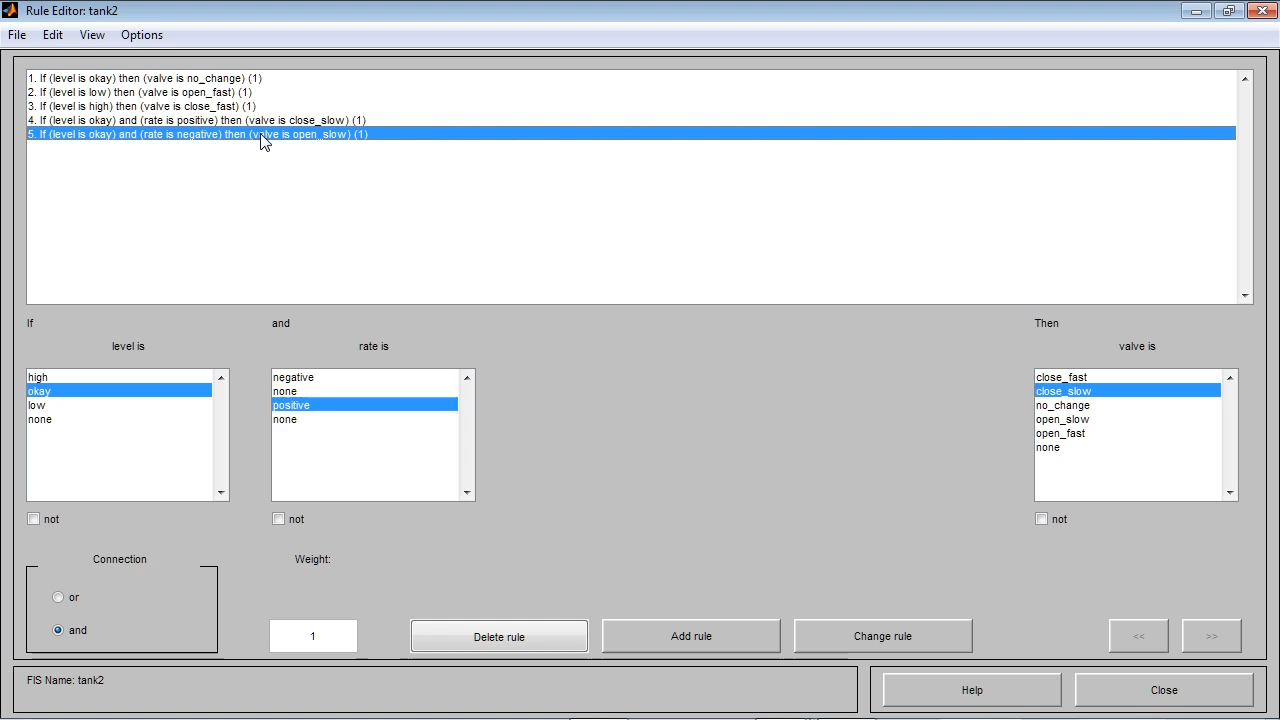 Rule Editor: tank2
File Edit View Options
1. If (level is okay) then (valve is no_change) (1)
2. If (level is low) then (valve is open_fast) (1)
3. If (level is high) then (valve is close_fast) (1)
4. If (level is okay) and (rate is positive) then (valve is close_slow) (1)
5. If (level is okay) and (rate is negative) then (valve is open_slow) (1)
If and Then
level is rate is valve is
high negative close_fast
okay none close_slow
low positive no_change
none none open_slow
open_fast
none
not not not
Connection Weight:
or
and 1 Delete rule Add rule Change rule << >>
FIS Name: tank2 Help Close